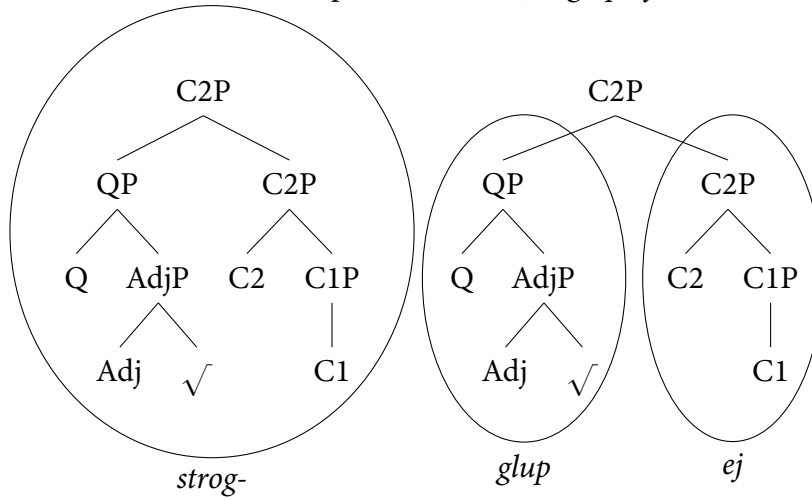 C2P C2P
QP C2P QP C2P
Q AdjP C2 C1P Q AdjP C2 C1P
Adj √ C1 Adj √ C1
strog- glup ej